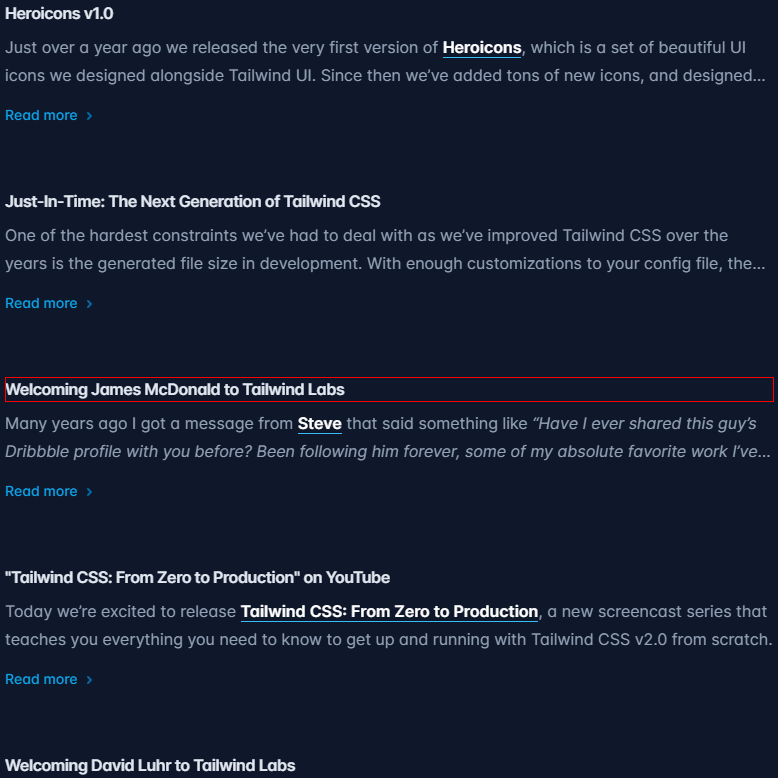 Heroicons v1.0
Just over a year ago we released the very first version of Heroicons, which is a set of beautiful UI
icons we designed alongside Tailwind UI. Since then we’ve added tons of new icons, and designed…
Read more
Just-In-Time: The Next Generation of Tailwind CSS
One of the hardest constraints we’ve had to deal with as we’ve improved Tailwind CSS over the
years is the generated file size in development. With enough customizations to your config file, the…
Read more
Welcoming James McDonald to Tailwind Labs
Many years ago I got a message from Steve that said something like “Have I ever shared this guy’s
Dribbble profile with you before? Been following him forever, some of my absolute favorite work I’ve…
Read more
"Tailwind CSS: From Zero to Production" on YouTube
Today we’re excited to release Tailwind CSS: From Zero to Production, a new screencast series that
teaches you everything you need to know to get up and running with Tailwind CSS v2.0 from scratch.
Read more
Welcoming David Luhr to Tailwind Labs